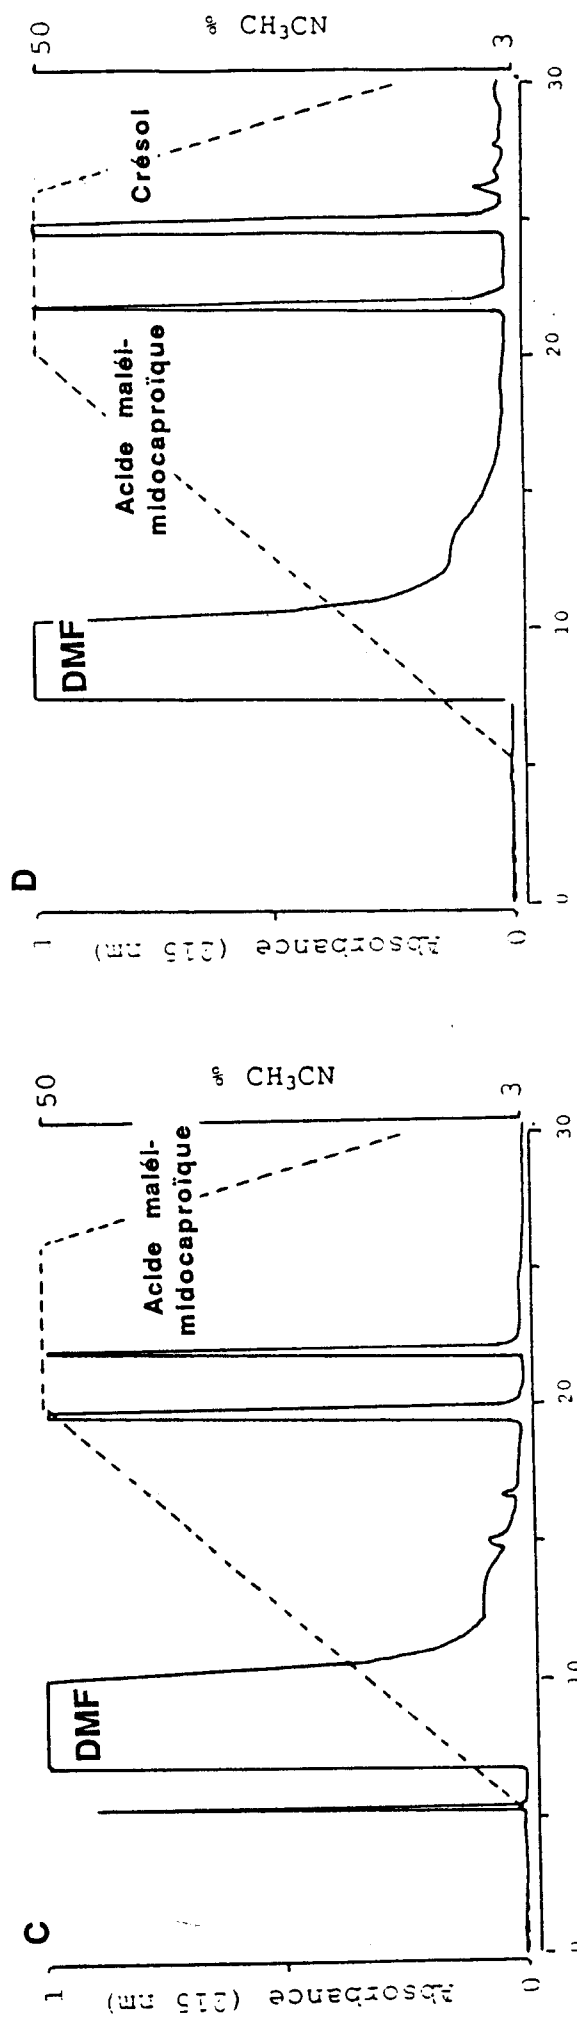 C
1
0
Absorbance (215 nm)
DMF
Acide maléi-
midocaproïque
50
3
% CH₃CN
0
10
20
30
D
1
0
Absorbance (215 nm)
DMF
Acide maléi-
midocaproïque
Crésol
50
3
% CH₃CN
0
10
20
30